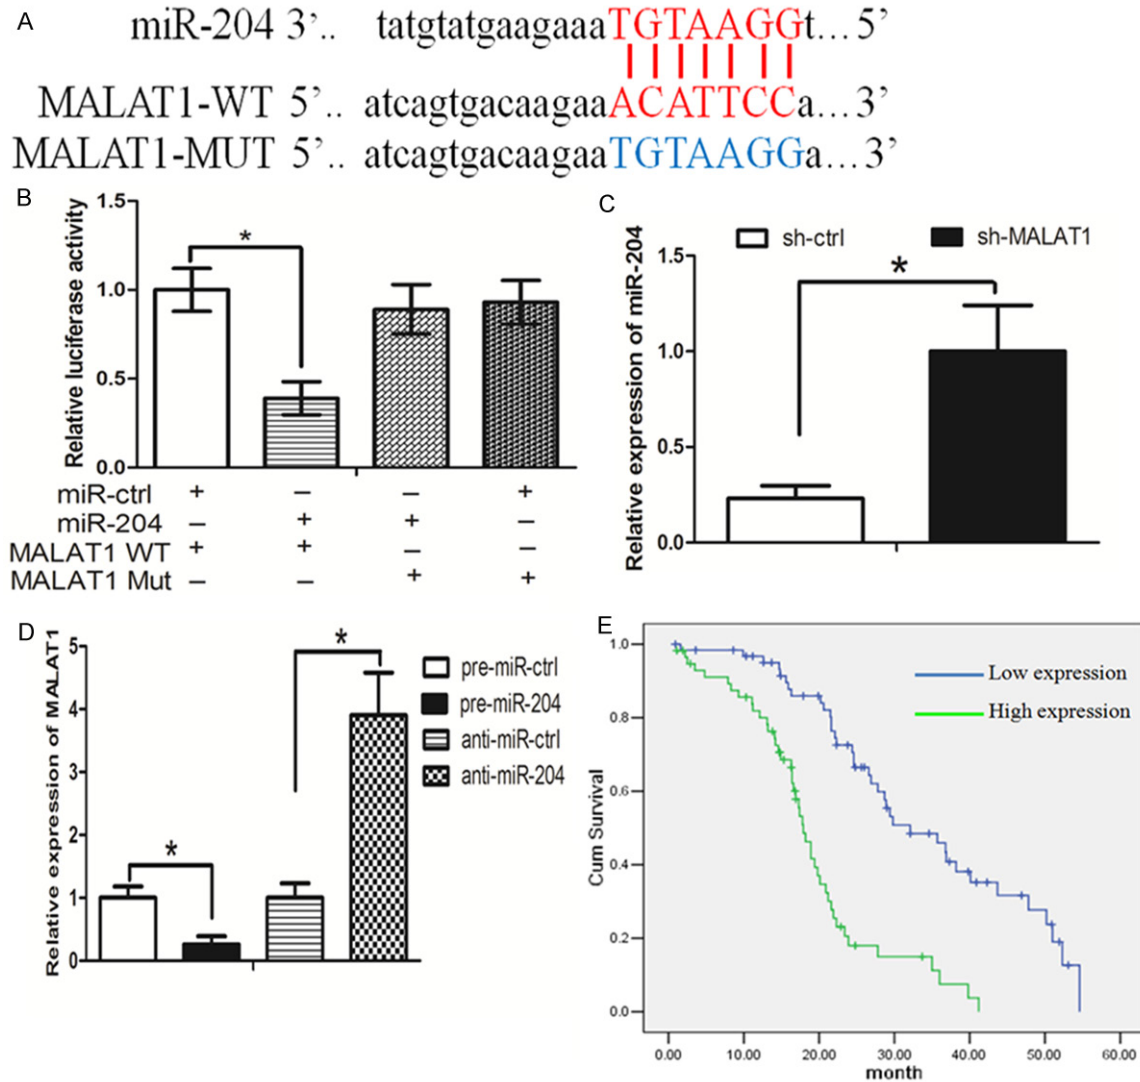 A
miR-204 3’.. tatgtatgaagaaaTGTAAGGt...5’
MALAT1-WT 5’.. atcagtgacaagaaACATTCCa...3’
MALAT1-MUT 5’.. atcagtgacaagaaTGTAAGGa...3’
B
Relative luciferase activity
1.5
1.0
0.5
0.0
*
miR-ctrl + – – +
miR-204 – + + –
MALAT1 WT + + – –
MALAT1 Mut – – + +
C
sh-ctrl sh-MALAT1
Relative expression of miR-204
1.5
1.0
0.5
0.0
*
D
Relative expression of MALAT1
5
4
3
2
1
0
*
*
pre-miR-ctrl
pre-miR-204
anti-miR-ctrl
anti-miR-204
E
Cum Survival
1.0
0.8
0.6
0.4
0.2
0.0
Low expression
High expression
0.00 10.00 20.00 30.00 40.00 50.00 60.00
month